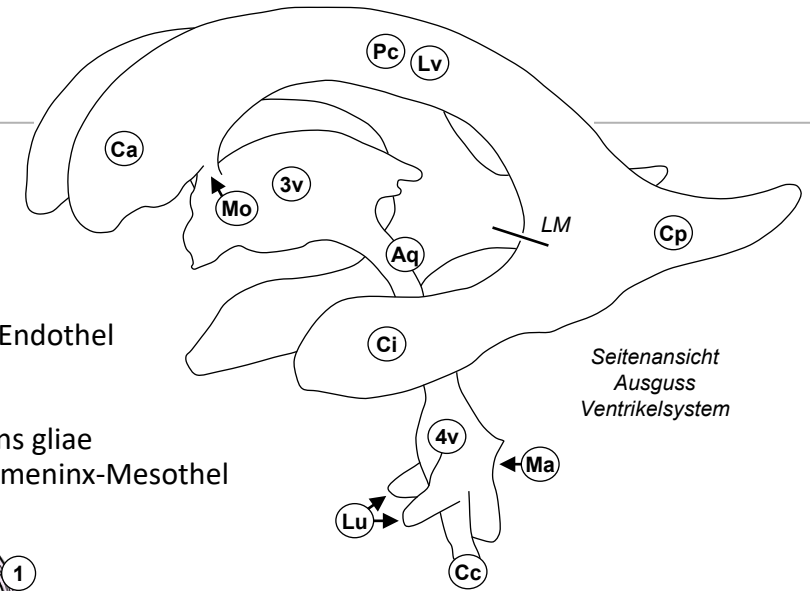 Pc
Lv
Ca
3v
Mo
LM
Cp
Aq
Endothel
Ci
Seitenansicht
Ausguss
Ventrikelsystem
ns gliae
meninx-Mesothel
4v
Ma
Lu
Cc
1